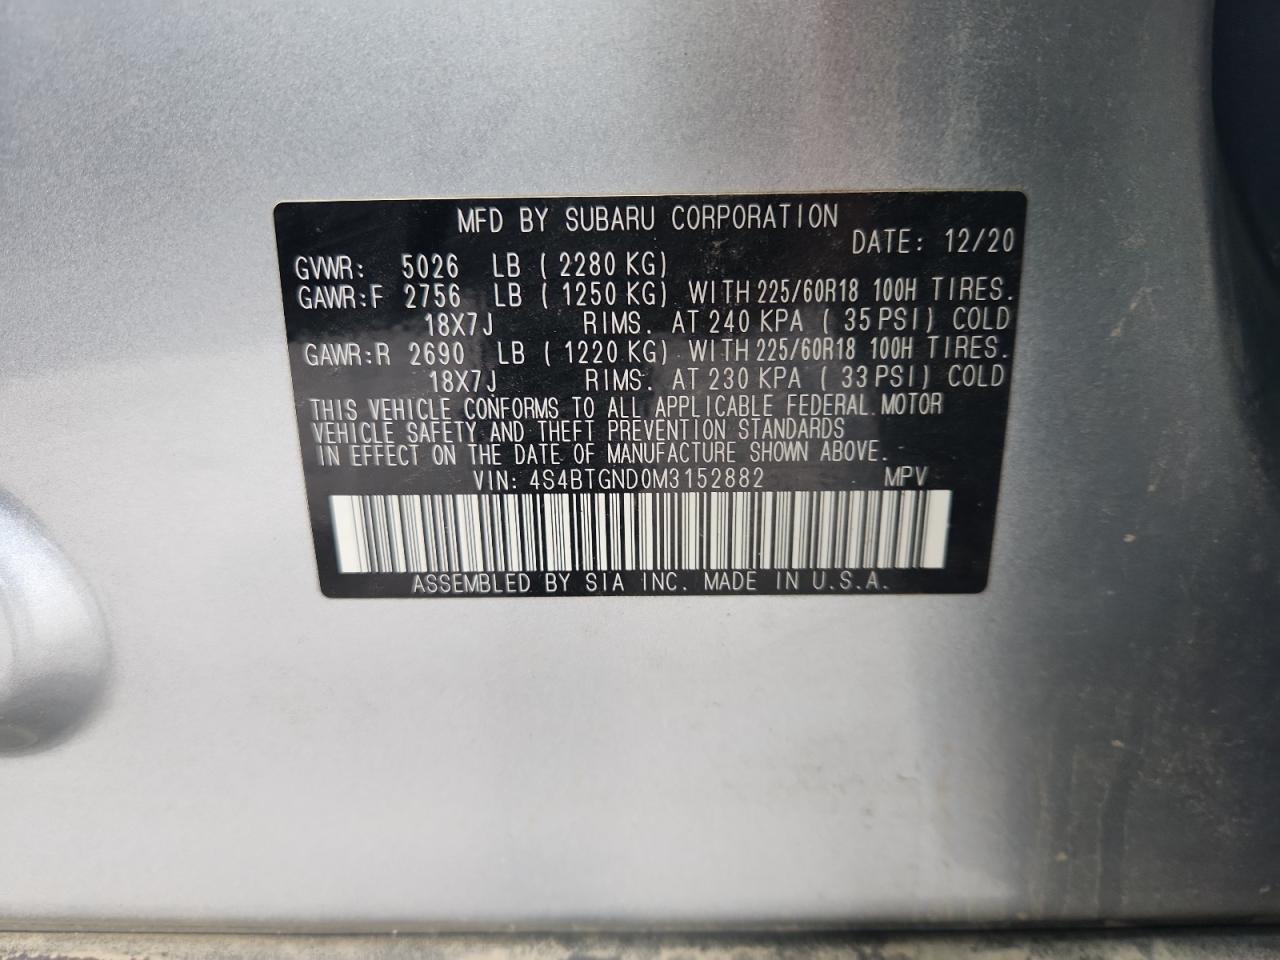 MFD BY SUBARU CORPORATION
DATE: 12/20
GVWR: 5026 LB (2280 KG)
GAWR:F 2756 LB (1250 KG) WITH 225/60R18 100H TIRES.
18X7J RIMS. AT 240 KPA (35 PSI) COLD
GAWR:R 2690 LB (1220 KG) WITH 225/60R18 100H TIRES.
18X7J RIMS. AT 230 KPA (33 PSI) COLD
THIS VEHICLE CONFORMS TO ALL APPLICABLE FEDERAL MOTOR
VEHICLE SAFETY AND THEFT PREVENTION STANDARDS
IN EFFECT ON THE DATE OF MANUFACTURE SHOWN ABOVE.
VIN: 4S4BTGND0M3152882 MPV
ASSEMBLED BY SIA INC. MADE IN U.S.A.